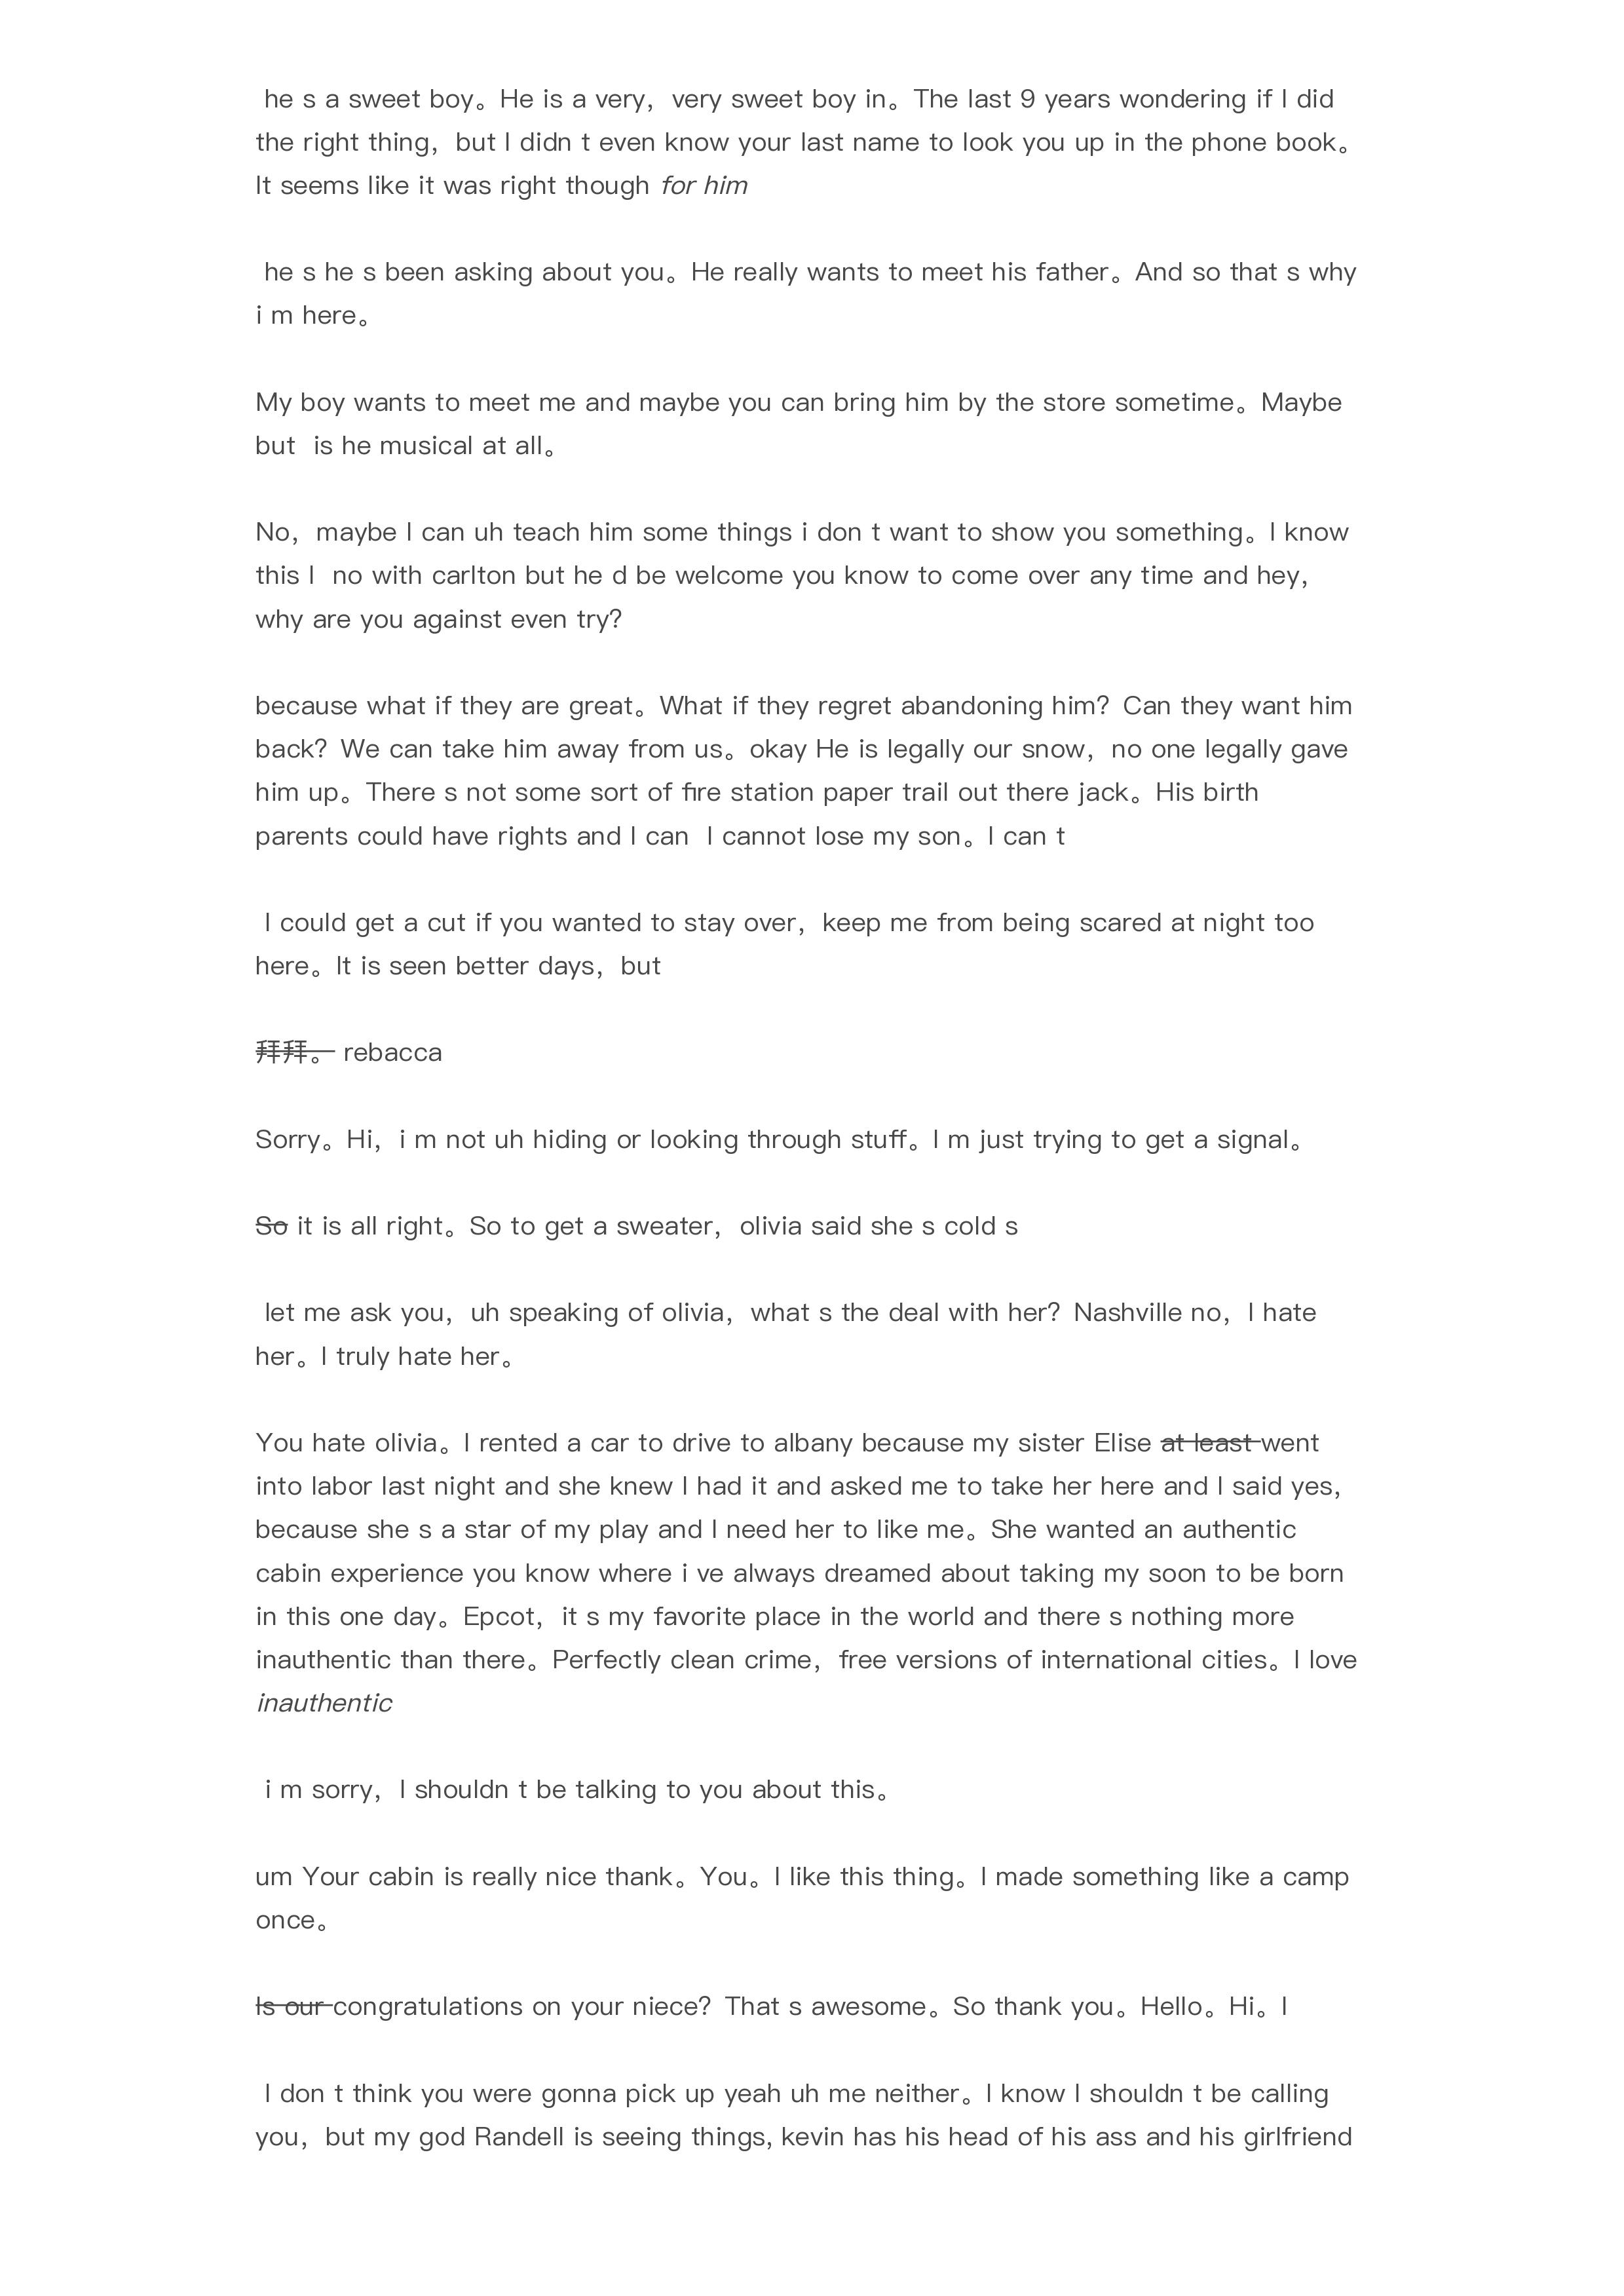 he s a sweet boy。He is a very，very sweet boy in。The last 9 years wondering if I did
the right thing，but I didn t even know your last name to look you up in the phone book。
It seems like it was right though for him
he s he s been asking about you。He really wants to meet his father。And so that s why
i m here。
My boy wants to meet me and maybe you can bring him by the store sometime。Maybe
but  is he musical at all。
No，maybe I can uh teach him some things i don t want to show you something。I know
this I  no with carlton but he d be welcome you know to come over any time and hey，
why are you against even try?
because what if they are great。What if they regret abandoning him？Can they want him
back？We can take him away from us。okay He is legally our snow，no one legally gave
him up。There s not some sort of fire station paper trail out there jack。His birth
parents could have rights and I can  I cannot lose my son。I can t
I could get a cut if you wanted to stay over，keep me from being scared at night too
here。It is seen better days，but
拜拜。 rebacca
Sorry。Hi，i m not uh hiding or looking through stuff。I m just trying to get a signal。
So it is all right。So to get a sweater，olivia said she s cold s
let me ask you，uh speaking of olivia，what s the deal with her？Nashville no，I hate
her。I truly hate her。
You hate olivia。I rented a car to drive to albany because my sister Elise at least went
into labor last night and she knew I had it and asked me to take her here and I said yes，
because she s a star of my play and I need her to like me。She wanted an authentic
cabin experience you know where i ve always dreamed about taking my soon to be born
in this one day。Epcot，it s my favorite place in the world and there s nothing more
inauthentic than there。Perfectly clean crime，free versions of international cities。I love
inauthentic
i m sorry，I shouldn t be talking to you about this。
um Your cabin is really nice thank。You。I like this thing。I made something like a camp
once。
Is our congratulations on your niece？That s awesome。So thank you。Hello。Hi。I
I don t think you were gonna pick up yeah uh me neither。I know I shouldn t be calling
you，but my god Randell is seeing things, kevin has his head of his ass and his girlfriend